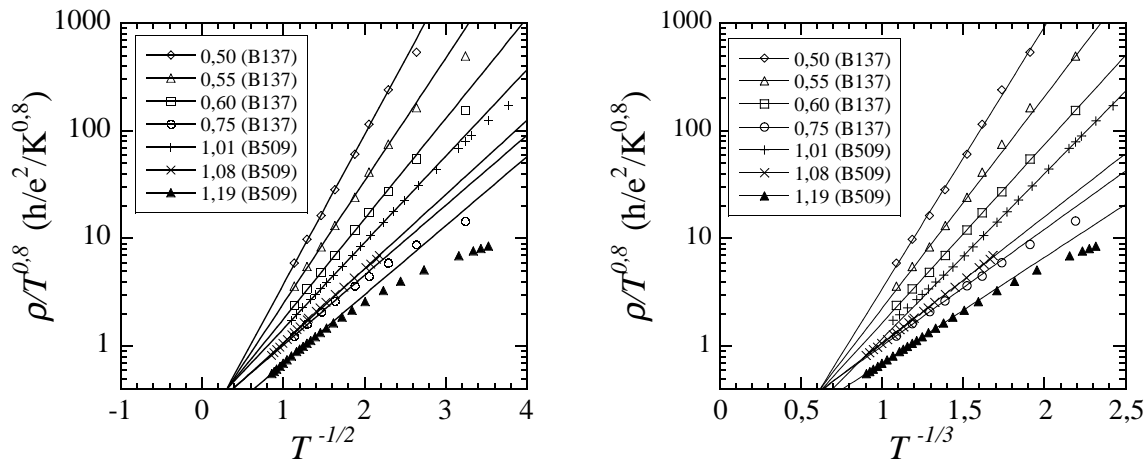 1000
100
10
1
ρ/T^0,8 (h/e²/K^0,8)
0,50 (B137)
0,55 (B137)
0,60 (B137)
0,75 (B137)
1,01 (B509)
1,08 (B509)
1,19 (B509)
-1 0 1 2 3 4
T^-1/2
1000
100
10
1
ρ/T^0,8 (h/e²/K^0,8)
0,50 (B137)
0,55 (B137)
0,60 (B137)
0,75 (B137)
1,01 (B509)
1,08 (B509)
1,19 (B509)
0 0,5 1 1,5 2 2,5
T^-1/3